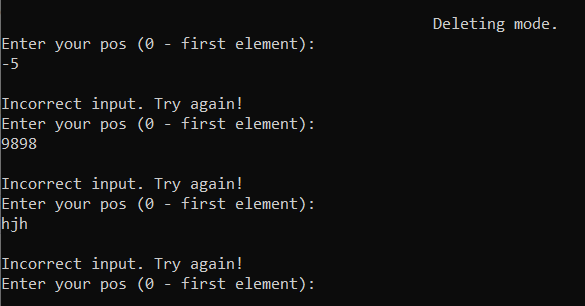 Deleting mode.
Enter your pos (0 - first element):
-5
Incorrect input. Try again!
Enter your pos (0 - first element):
9898
Incorrect input. Try again!
Enter your pos (0 - first element):
hjh
Incorrect input. Try again!
Enter your pos (0 - first element):